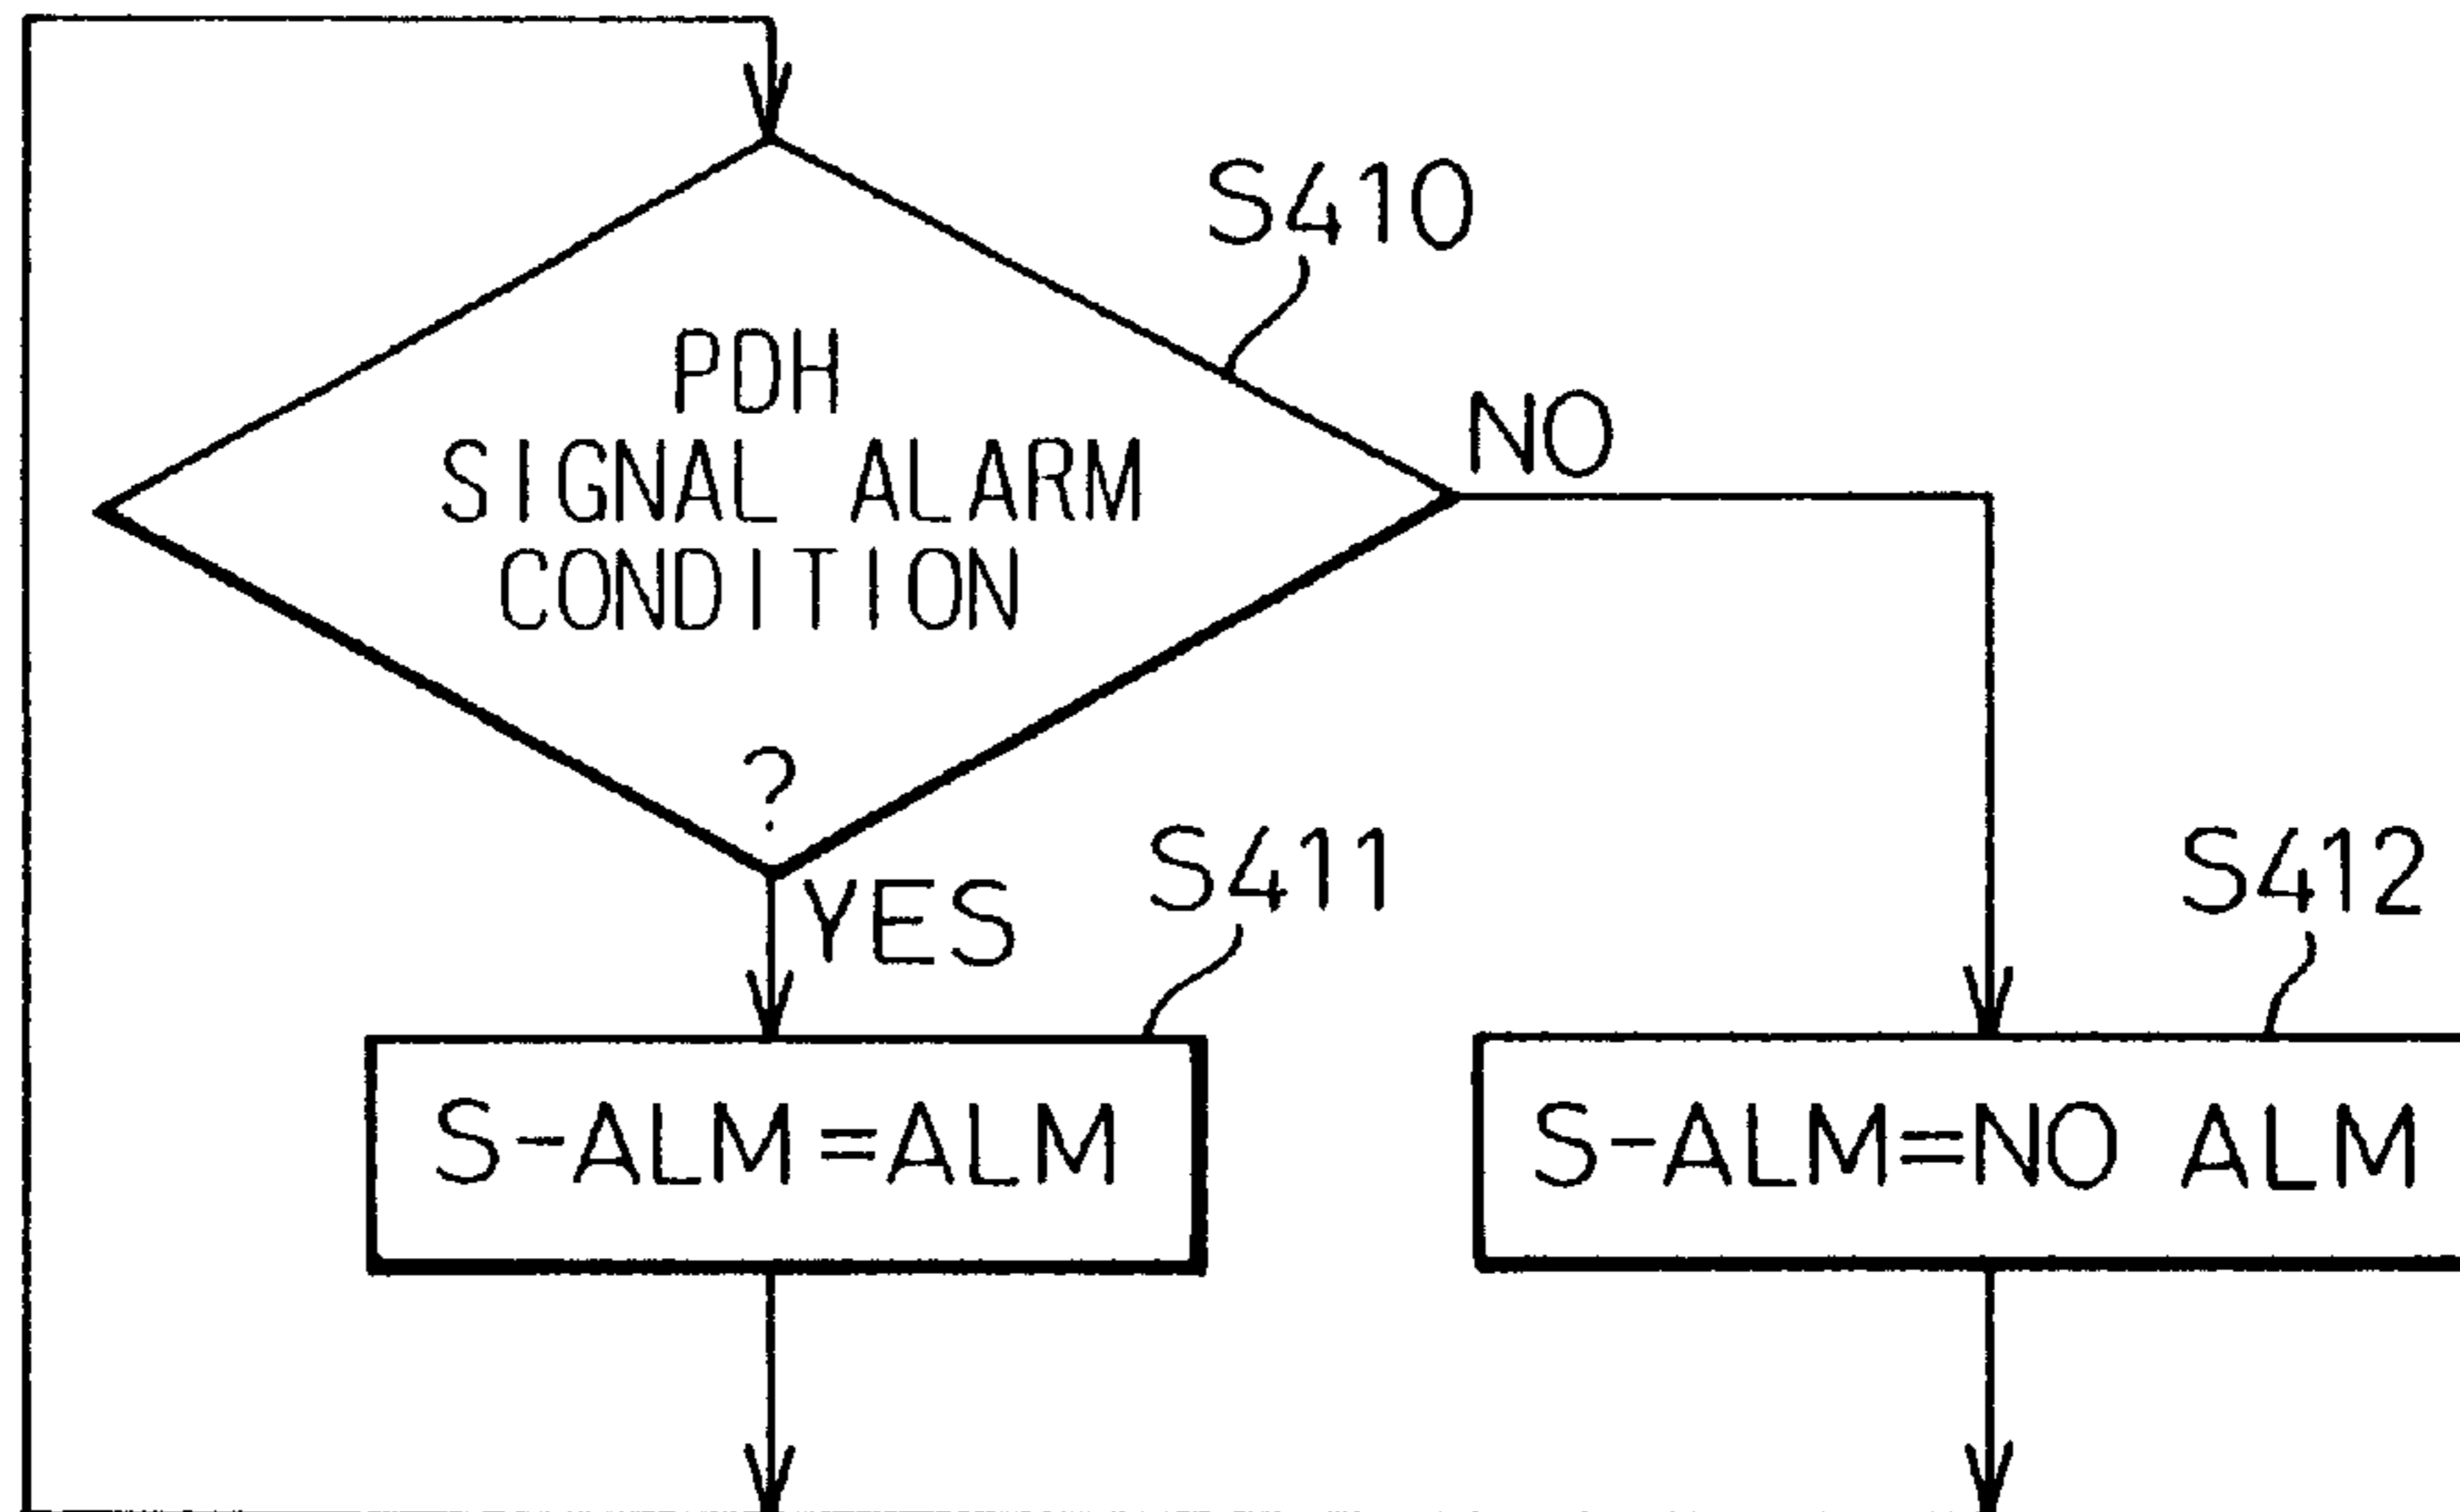 S410
PDH
SIGNAL ALARM
CONDITION
?
NO
YES
S411
S412
S-ALM=ALM
S-ALM=NO ALM